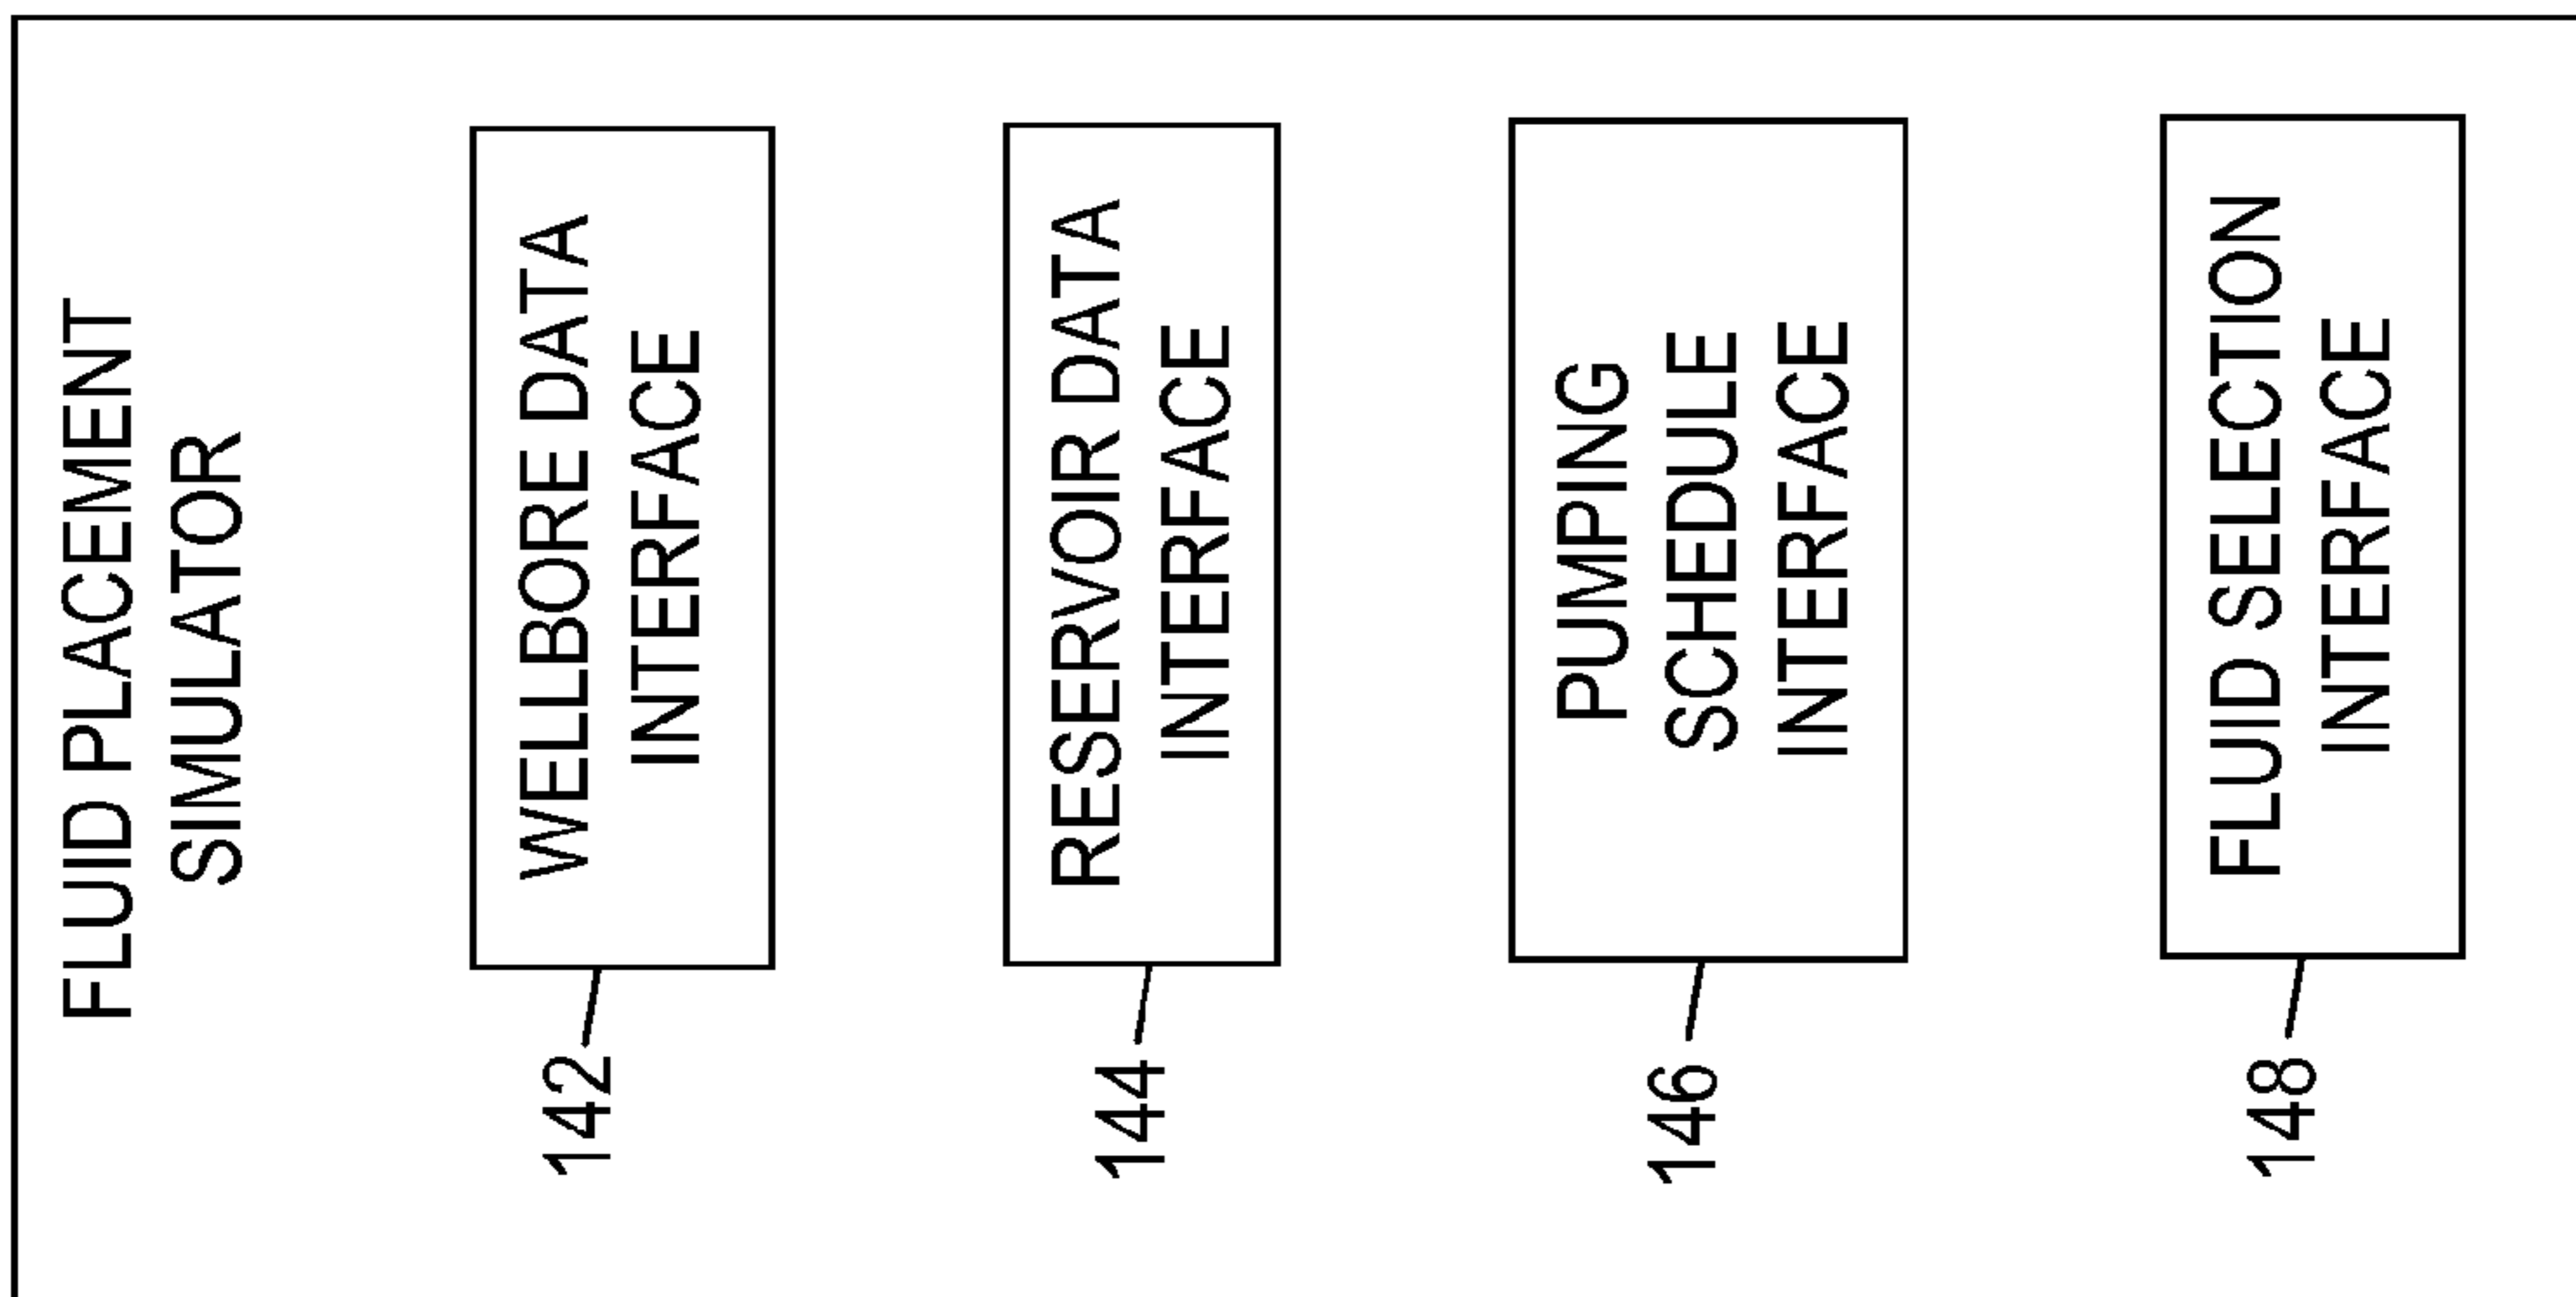 FLUID PLACEMENT
SIMULATOR
WELLBORE DATA
INTERFACE
142
RESERVOIR DATA
INTERFACE
144
PUMPING
SCHEDULE
INTERFACE
146
FLUID SELECTION
INTERFACE
148